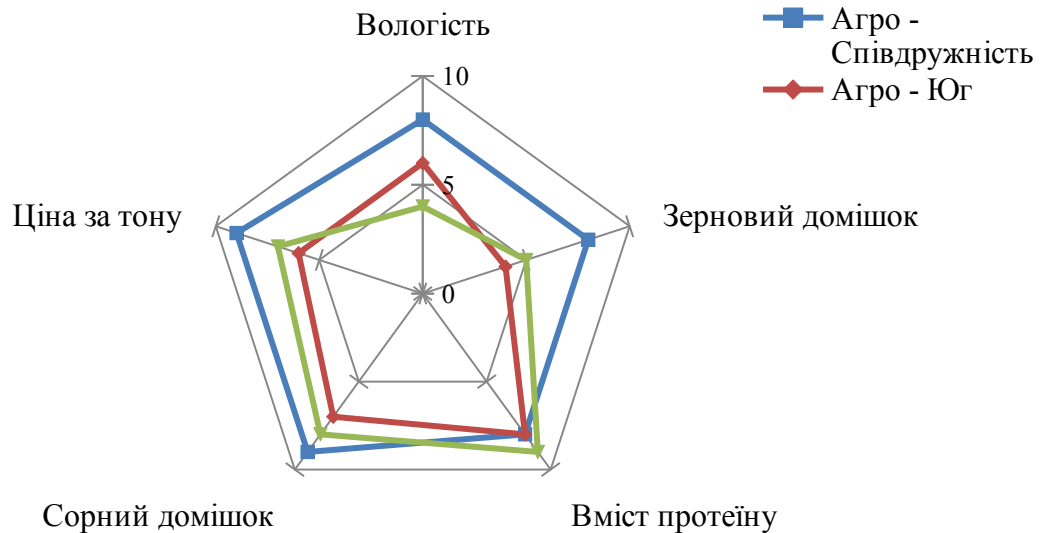 Вологість
Зерновий домішок
Вміст протеїну
Сорний домішок
Ціна за тону
10
5
0
Агро -
Співдружність
Агро - Юг